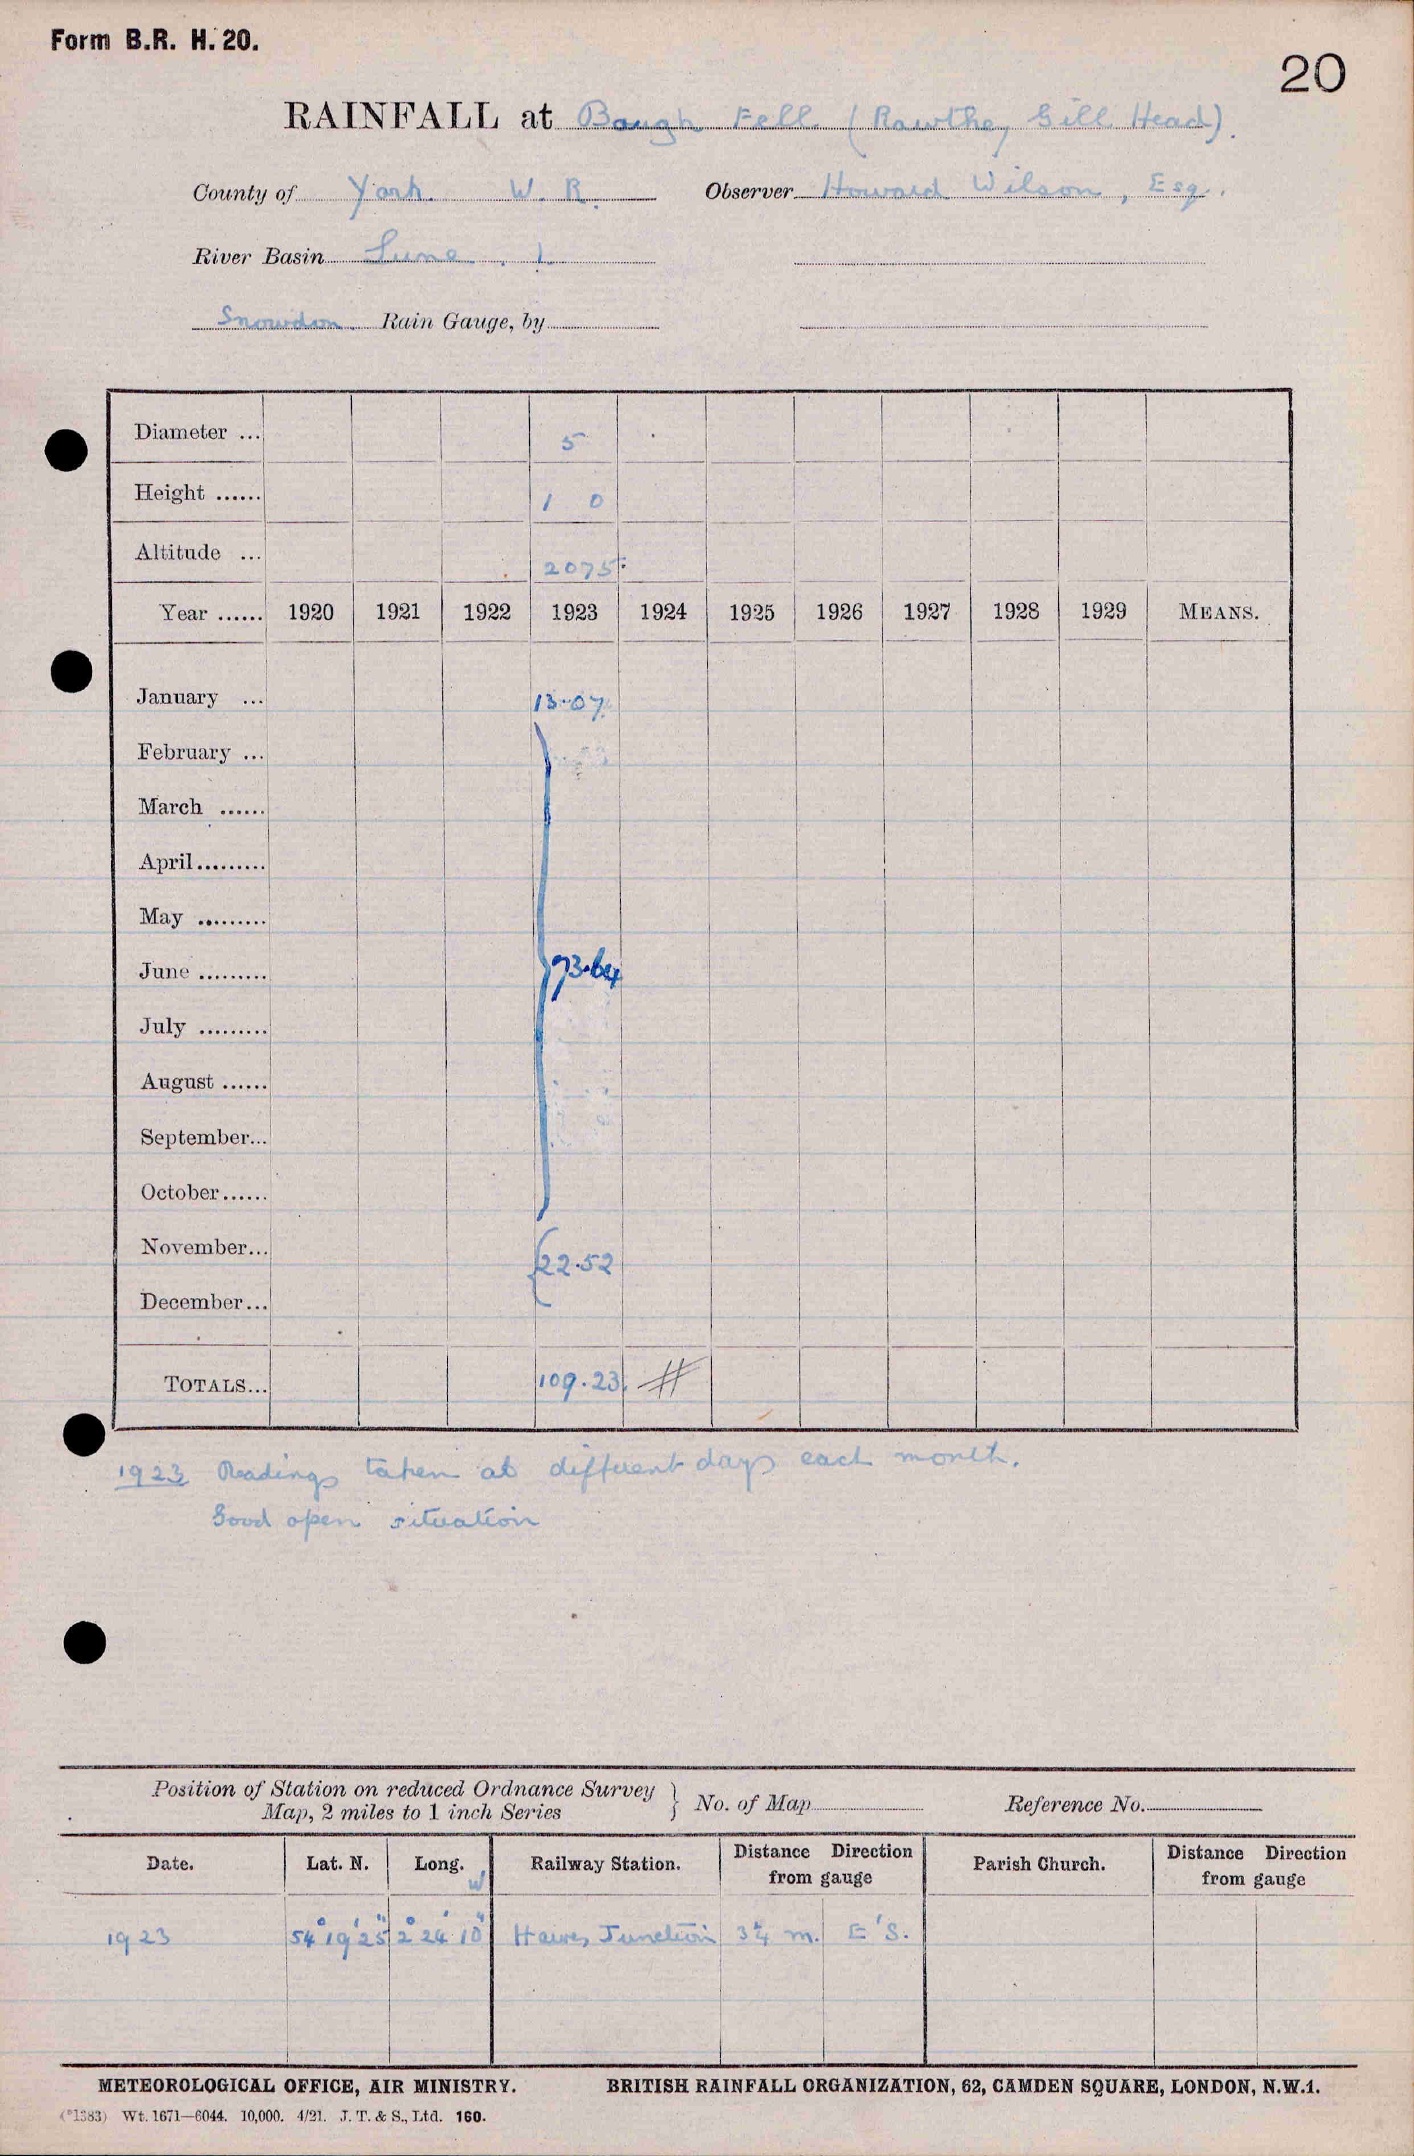 Form B.R. H. 20.
20
RAINFALL at Baugh Fell (Rawthey Gill Head).
County of York. W. R. Observer Howard Wilson, Esq.
River Basin Lune. 1
Snowdon Rain Gauge, by
Diameter ... 5
Height ...... 1 0
Altitude ... 2075
Year ...... 1920 1921 1922 1923 1924 1925 1926 1927 1928 1929 MEANS.
January ... 13.07
February ...
March ......
April.........
May .........
June ......... 73.64
July .........
August ......
September...
October......
November... 22.52
December...
TOTALS... 109.23 #
1923 Readings taken at different days each month.
Good open situation
Position of Station on reduced Ordnance Survey
Map, 2 miles to 1 inch Series } No. of Map Reference No.
Date. Lat. N. Long. W Railway Station. Distance Direction from gauge Parish Church. Distance Direction from gauge
1923 54° 19' 25" 2° 24' 10" Hawes Junction m. E'S.
METEOROLOGICAL OFFICE, AIR MINISTRY. BRITISH RAINFALL ORGANIZATION, 62, CAMDEN SQUARE, LONDON, N.W.1.
(*1383) Wt. 1671—6044. 10,000. 4/21. J. T. & S., Ltd. 160.